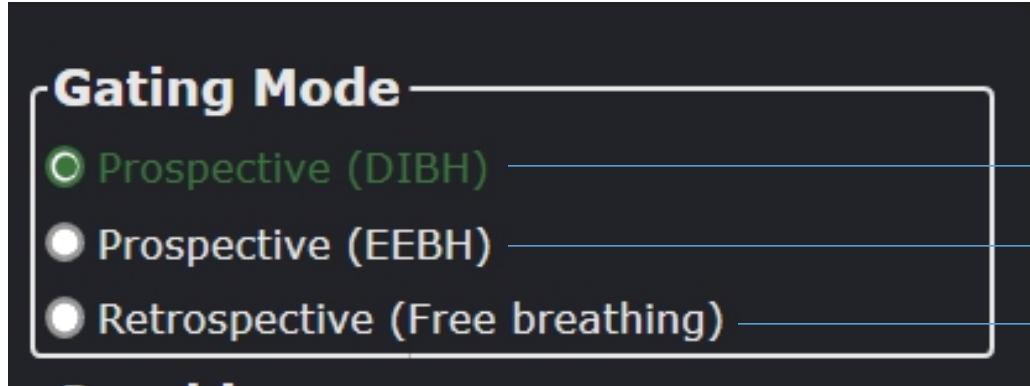 Gating Mode
Prospective (DIBH)
Prospective (EEBH)
Retrospective (Free breathing)